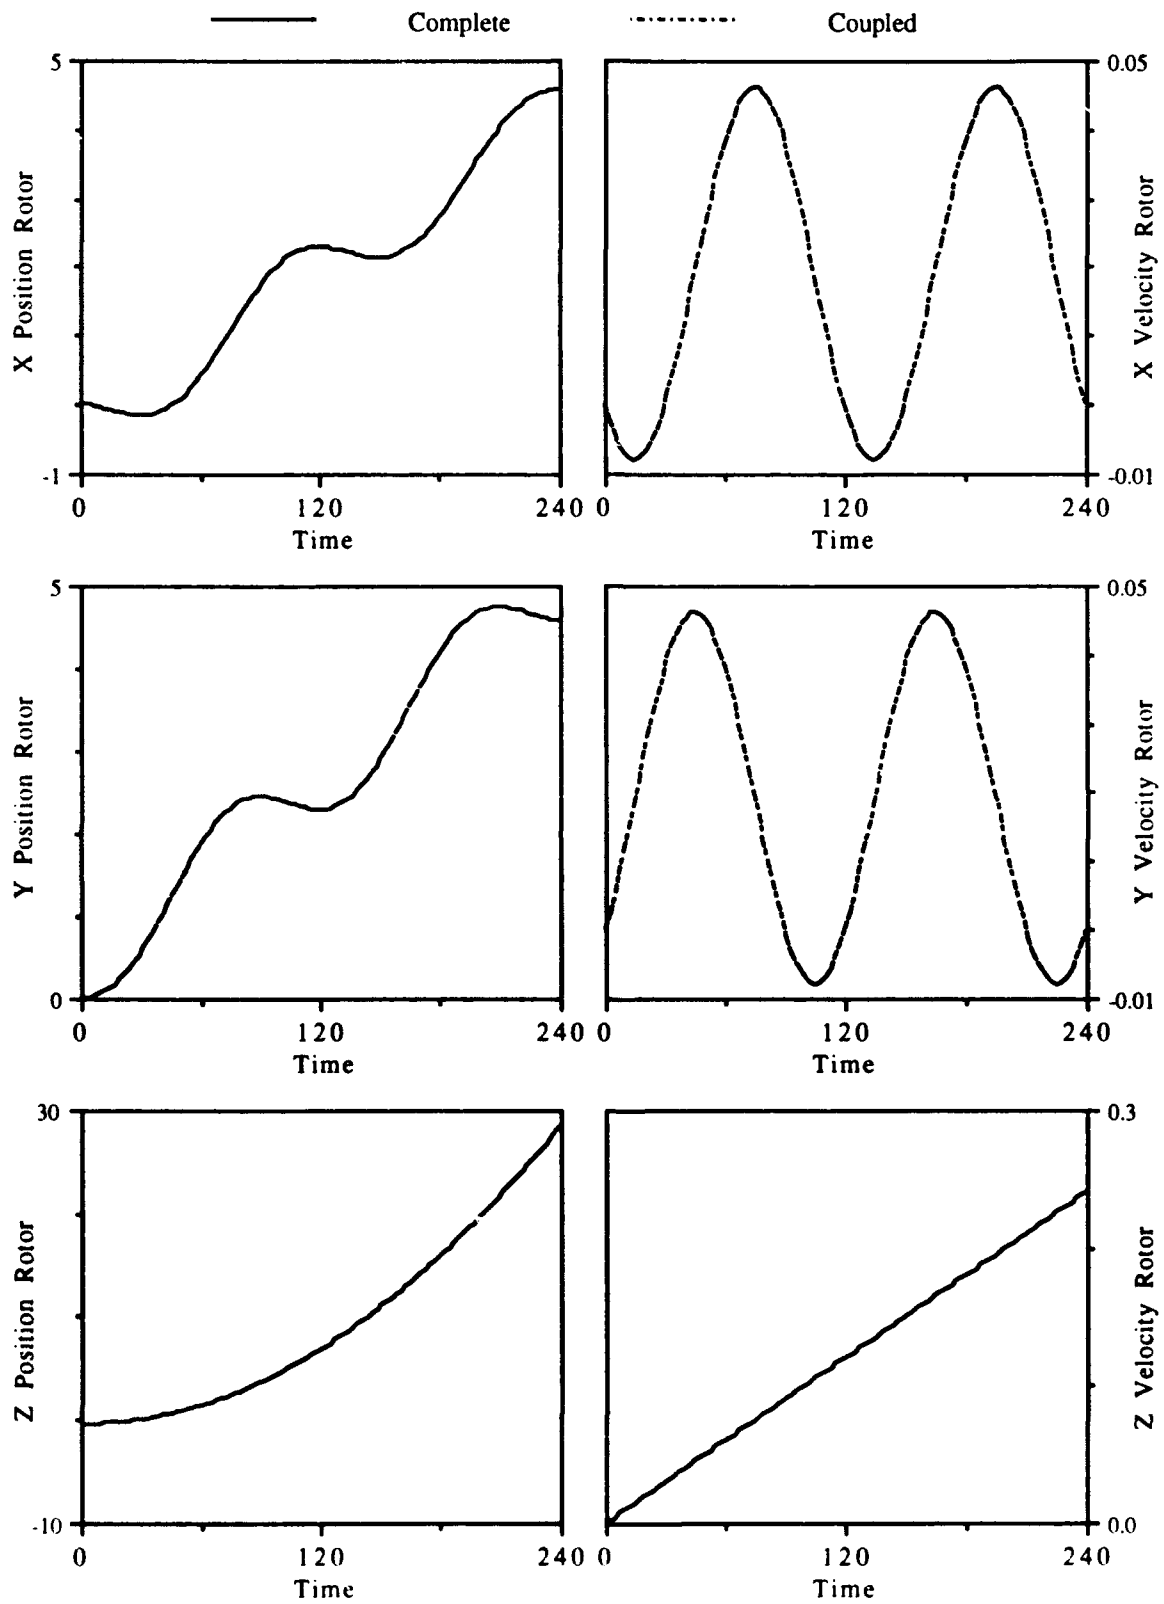 Complete Coupled
5 0.05
X Position Rotor
X Velocity Rotor
-1 -0.01
0 120 240 0 120 240
Time Time
5 0.05
Y Position Rotor
Y Velocity Rotor
0 -0.01
0 120 240 0 120 240
Time Time
30 0.3
Z Position Rotor
Z Velocity Rotor
-10 0.0
0 120 240 0 120 240
Time Time